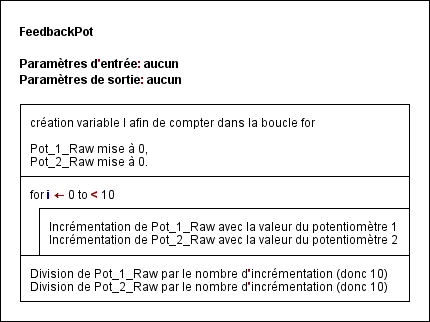 FeedbackPot
Paramètres d'entrée: aucun
Paramètres de sortie: aucun
création variable I afin de compter dans la boucle for
Pot_1_Raw mise à 0,
Pot_2_Raw mise à 0.
for i ← 0 to < 10
Incrémentation de Pot_1_Raw avec la valeur du potentiomètre 1
Incrémentation de Pot_2_Raw avec la valeur du potentiomètre 2
Division de Pot_1_Raw par le nombre d'incrémentation (donc 10)
Division de Pot_2_Raw par le nombre d'incrémentation (donc 10)